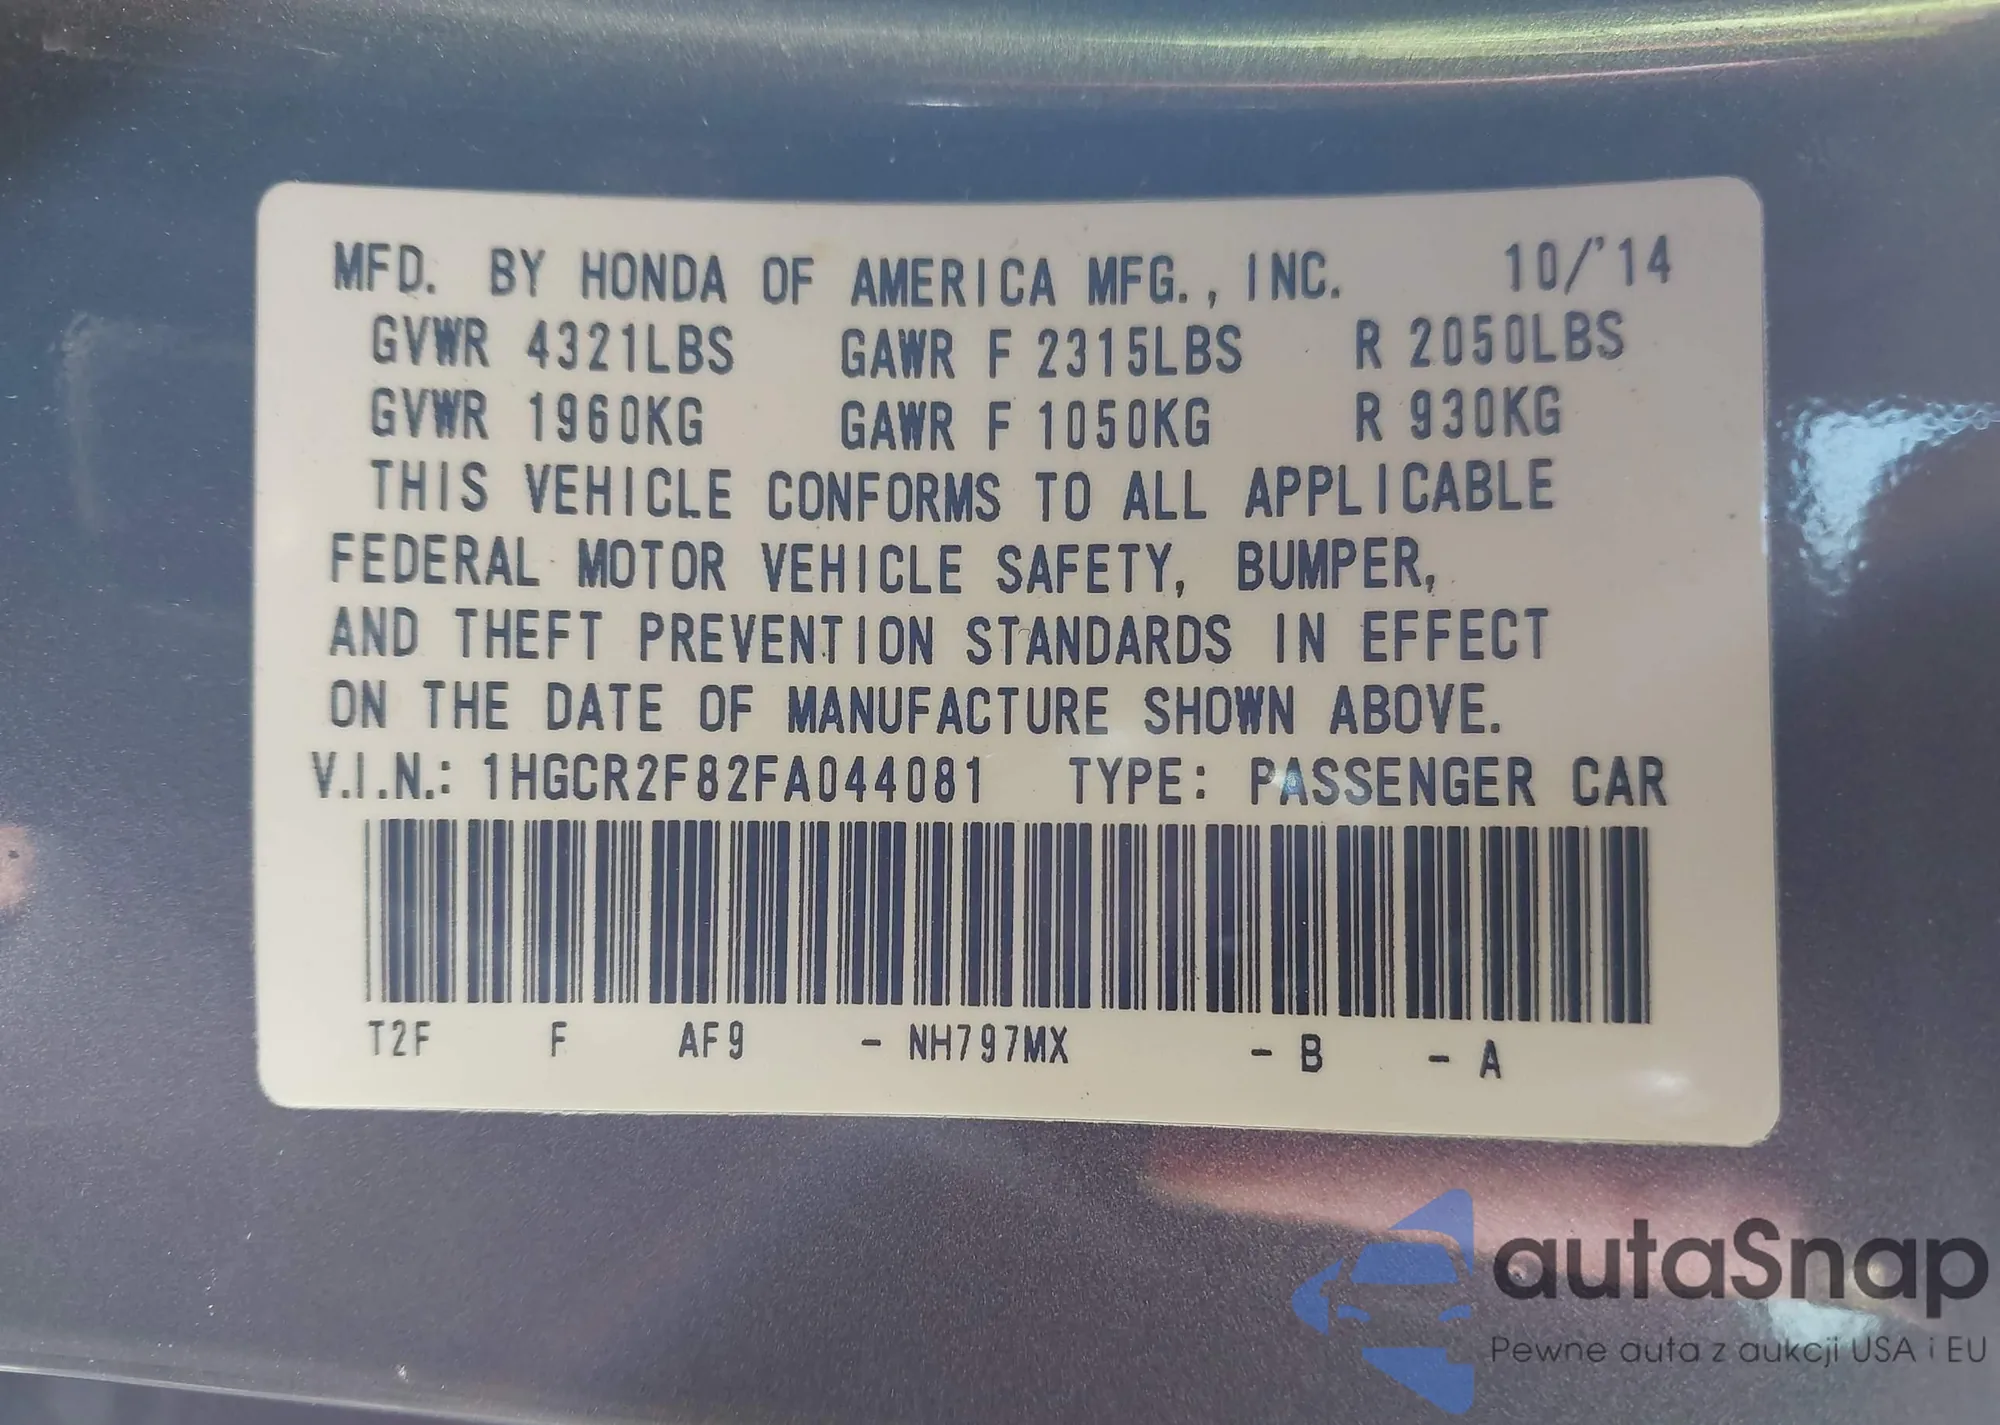 MFD. BY HONDA OF AMERICA MFG., INC. 10/'14
GVWR 4321LBS GAWR F 2315LBS R 2050LBS
GVWR 1960KG GAWR F 1050KG R 930KG
THIS VEHICLE CONFORMS TO ALL APPLICABLE
FEDERAL MOTOR VEHICLE SAFETY, BUMPER,
AND THEFT PREVENTION STANDARDS IN EFFECT
ON THE DATE OF MANUFACTURE SHOWN ABOVE.
V.I.N.: 1HGCR2F82FA044081 TYPE: PASSENGER CAR
T2F F AF9 - NH797MX - B - A
autaSnap
Pewne auta z aukcji USA i EU